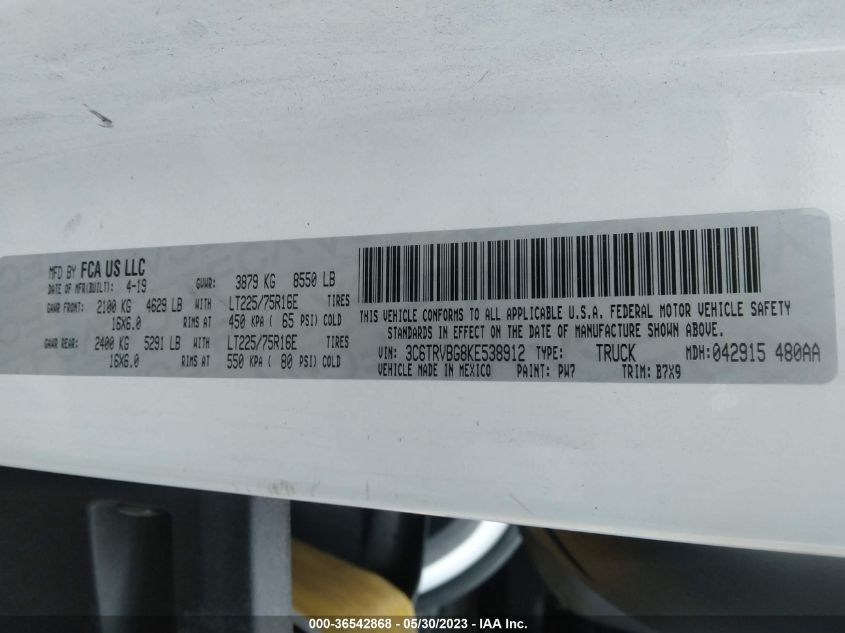 MFD BY FCA US LLC
DATE OF MFR(BUILT): 4-19 GVWR: 3879 KG 8550 LB
GAWR FRONT: 2100 KG 4629 LB WITH LT225/75R16E TIRES
16X6.0 RIMS AT 450 KPA ( 65 PSI) COLD
GAWR REAR: 2400 KG 5291 LB WITH LT225/75R16E TIRES
16X6.0 RIMS AT 550 KPA ( 80 PSI) COLD
THIS VEHICLE CONFORMS TO ALL APPLICABLE U.S.A. FEDERAL MOTOR VEHICLE SAFETY
STANDARDS IN EFFECT ON THE DATE OF MANUFACTURE SHOWN ABOVE.
VIN: 3C6TRVBG8KE538912 TYPE: TRUCK MDH: 042915 480AA
VEHICLE MADE IN MEXICO PAINT: PW7 TRIM: B7X9
000-36542868 - 05/30/2023 - IAA Inc.